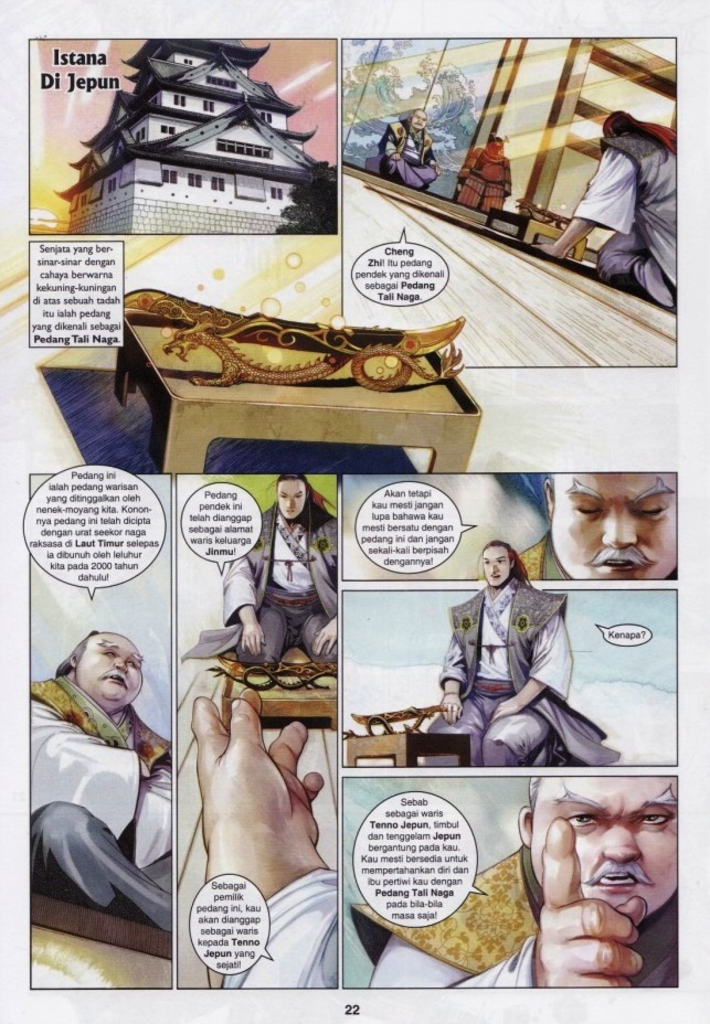 Istana
Di Jepun
Cheng
Zhi! Itu pedang
pendek yang dikenali
sebagai Pedang
Tali Naga.
Senjata yang ber-
sinar-sinar dengan
cahaya berwarna
kekuning-kuningan
di atas sebuah tadah
itu ialah pedang
yang dikenali sebagai
Pedang Tali Naga.
Pedang ini
ialah pedang warisan
yang ditinggalkan oleh
nenek-moyang kita. Konon-
nya pedang ini telah dicipta
dengan urat seekor naga
raksasa di Laut Timur selepas
ia dibunuh oleh leluhur
kita pada 2000 tahun
dahulu!
Pedang
pendek ini
telah dianggap
sebagai alamat
waris keluarga
Jinmu!
Sebagai
pemilik
pedang ini, kau
akan dianggap
sebagai waris
kepada Tenno
Jepun yang
sejati!
Akan tetapi
kau mesti jangan
lupa bahawa kau
mesti bersatu dengan
pedang ini dan jangan
sekali-kali berpisah
dengannya!
Kenapa?
Sebab
sebagai waris
Tenno Jepun, timbul
dan tenggelam Jepun
bergantung pada kau.
Kau mesti bersedia untuk
mempertahankan diri dan
ibu pertiwi kau dengan
Pedang Tali Naga
pada bila-bila
masa saja!
22